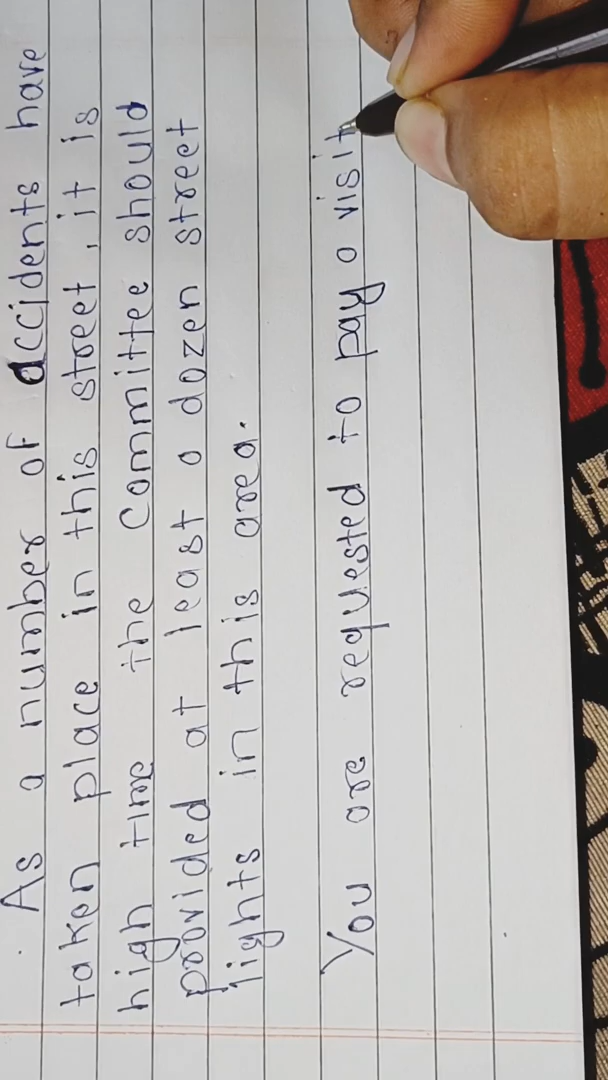 As a number of accidents have
taken place in this street, it is
high time the committee should
provided at least a dozen street
lights in this area.
You are requested to pay a visit